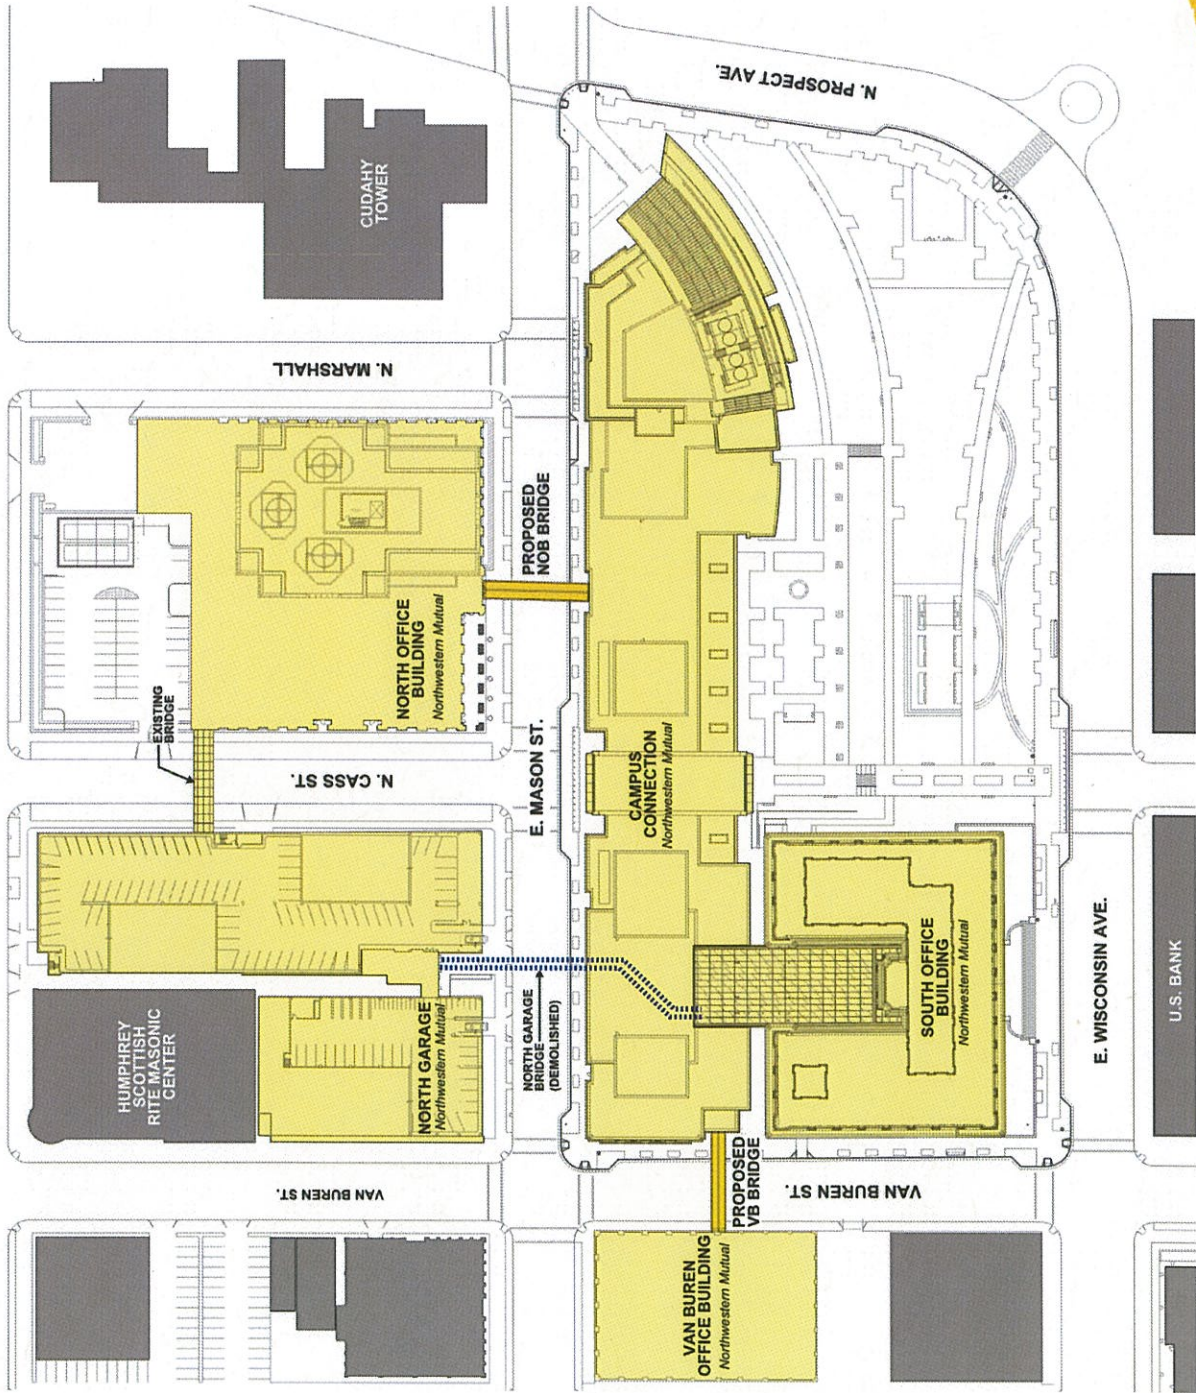 CUDAHY
TOWER
N. PROSPECT AVE.
N. MARSHALL
PROPOSED
NOB BRIDGE
NORTH OFFICE
BUILDING
Northwestern Mutual
EXISTING
BRIDGE
N. CASS ST.
E. MASON ST.
CAMPUS
CONNECTION
Northwestern Mutual
HUMPHREY
SCOTTISH
RITE MASONIC
CENTER
NORTH GARAGE
Northwestern Mutual
NORTH GARAGE
BRIDGE
(DEMOLISHED)
SOUTH OFFICE
BUILDING
Northwestern Mutual
E. WISCONSIN AVE.
U.S. BANK
VAN BUREN ST.
PROPOSED
VB BRIDGE
VAN BUREN ST.
VAN BUREN
OFFICE BUILDING
Northwestern Mutual